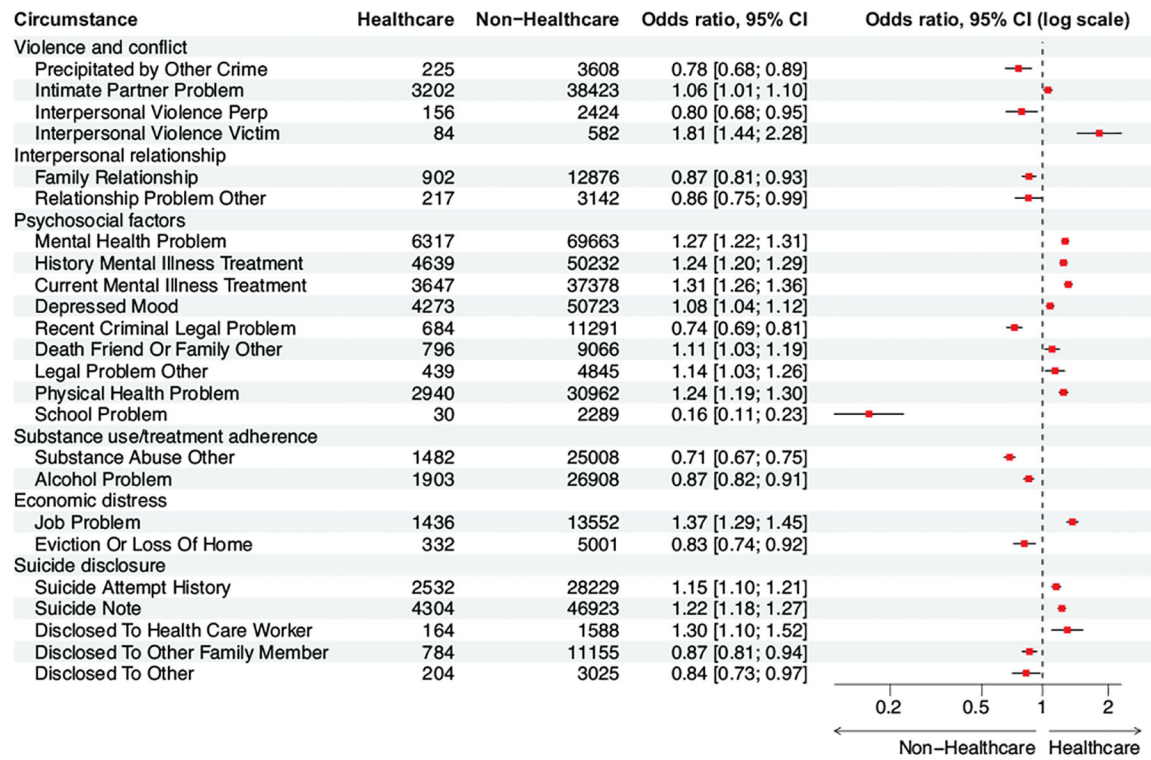 Circumstance Healthcare Non−Healthcare Odds ratio, 95% CI Odds ratio, 95% CI (log scale)
Violence and conflict
Precipitated by Other Crime 225 3608 0.78 [0.68; 0.89]
Intimate Partner Problem 3202 38423 1.06 [1.01; 1.10]
Interpersonal Violence Perp 156 2424 0.80 [0.68; 0.95]
Interpersonal Violence Victim 84 582 1.81 [1.44; 2.28]
Interpersonal relationship
Family Relationship 902 12876 0.87 [0.81; 0.93]
Relationship Problem Other 217 3142 0.86 [0.75; 0.99]
Psychosocial factors
Mental Health Problem 6317 69663 1.27 [1.22; 1.31]
History Mental Illness Treatment 4639 50232 1.24 [1.20; 1.29]
Current Mental Illness Treatment 3647 37378 1.31 [1.26; 1.36]
Depressed Mood 4273 50723 1.08 [1.04; 1.12]
Recent Criminal Legal Problem 684 11291 0.74 [0.69; 0.81]
Death Friend Or Family Other 796 9066 1.11 [1.03; 1.19]
Legal Problem Other 439 4845 1.14 [1.03; 1.26]
Physical Health Problem 2940 30962 1.24 [1.19; 1.30]
School Problem 30 2289 0.16 [0.11; 0.23]
Substance use/treatment adherence
Substance Abuse Other 1482 25008 0.71 [0.67; 0.75]
Alcohol Problem 1903 26908 0.87 [0.82; 0.91]
Economic distress
Job Problem 1436 13552 1.37 [1.29; 1.45]
Eviction Or Loss Of Home 332 5001 0.83 [0.74; 0.92]
Suicide disclosure
Suicide Attempt History 2532 28229 1.15 [1.10; 1.21]
Suicide Note 4304 46923 1.22 [1.18; 1.27]
Disclosed To Health Care Worker 164 1588 1.30 [1.10; 1.52]
Disclosed To Other Family Member 784 11155 0.87 [0.81; 0.94]
Disclosed To Other 204 3025 0.84 [0.73; 0.97]
0.2 0.5 1 2
Non−Healthcare Healthcare